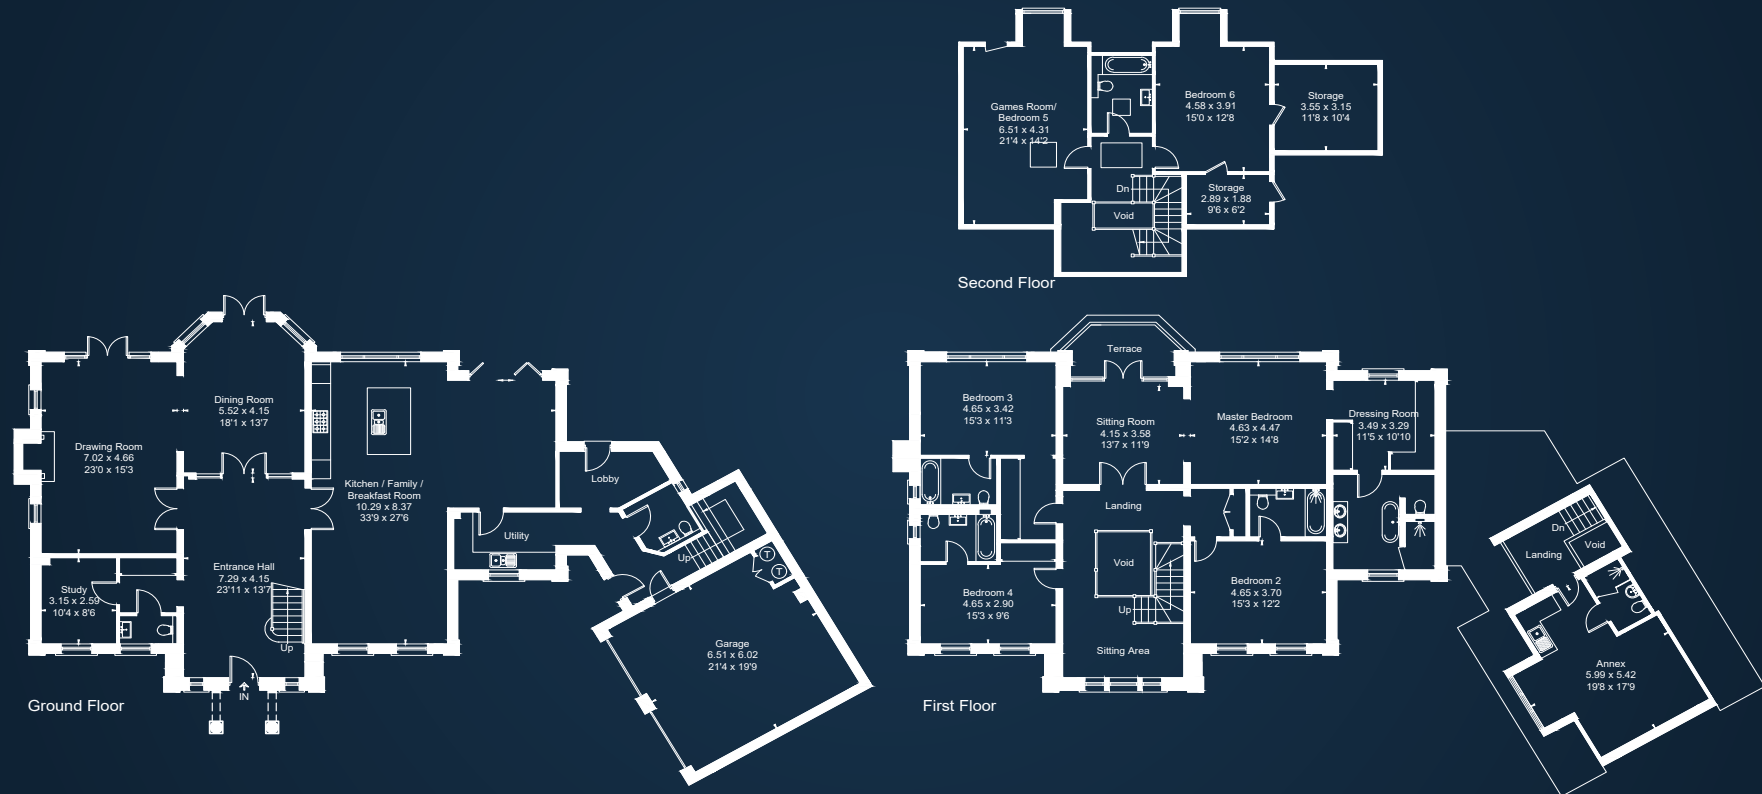 Games Room/
Bedroom 5
6.51 x 4.31
21'4 x 14'2
Bedroom 6
4.58 x 3.91
15'0 x 12'8
Storage
3.55 x 3.15
11'8 x 10'4
Dn
Void
Storage
2.89 x 1.88
9'6 x 6'2
Second Floor
Drawing Room
7.02 x 4.66
23'0 x 15'3
Dining Room
5.52 x 4.15
18'1 x 13'7
Kitchen / Family /
Breakfast Room
10.29 x 8.37
33'9 x 27'6
Lobby
Utility
Up
T
T
Entrance Hall
7.29 x 4.15
23'11 x 13'7
Study
3.15 x 2.59
10'4 x 8'6
Up
IN
Garage
6.51 x 6.02
21'4 x 19'9
Ground Floor
Terrace
Bedroom 3
4.65 x 3.42
15'3 x 11'3
Sitting Room
4.15 x 3.58
13'7 x 11'9
Master Bedroom
4.63 x 4.47
15'2 x 14'8
Dressing Room
3.49 x 3.29
11'5 x 10'10
Landing
Void
Up
Bedroom 4
4.65 x 2.90
15'3 x 9'6
Bedroom 2
4.65 x 3.70
15'3 x 12'2
Sitting Area
Dn
Landing
Void
Annex
5.99 x 5.42
19'8 x 17'9
First Floor